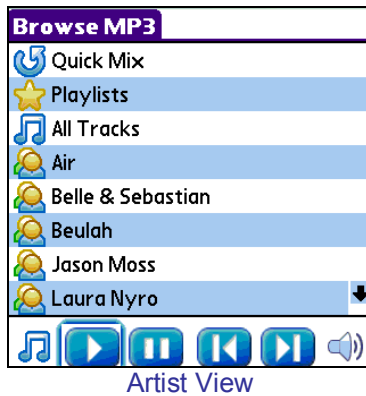 Browse MP3
Quick Mix
Playlists
All Tracks
Air
Belle & Sebastian
Beulah
Jason Moss
Laura Nyro
Artist View